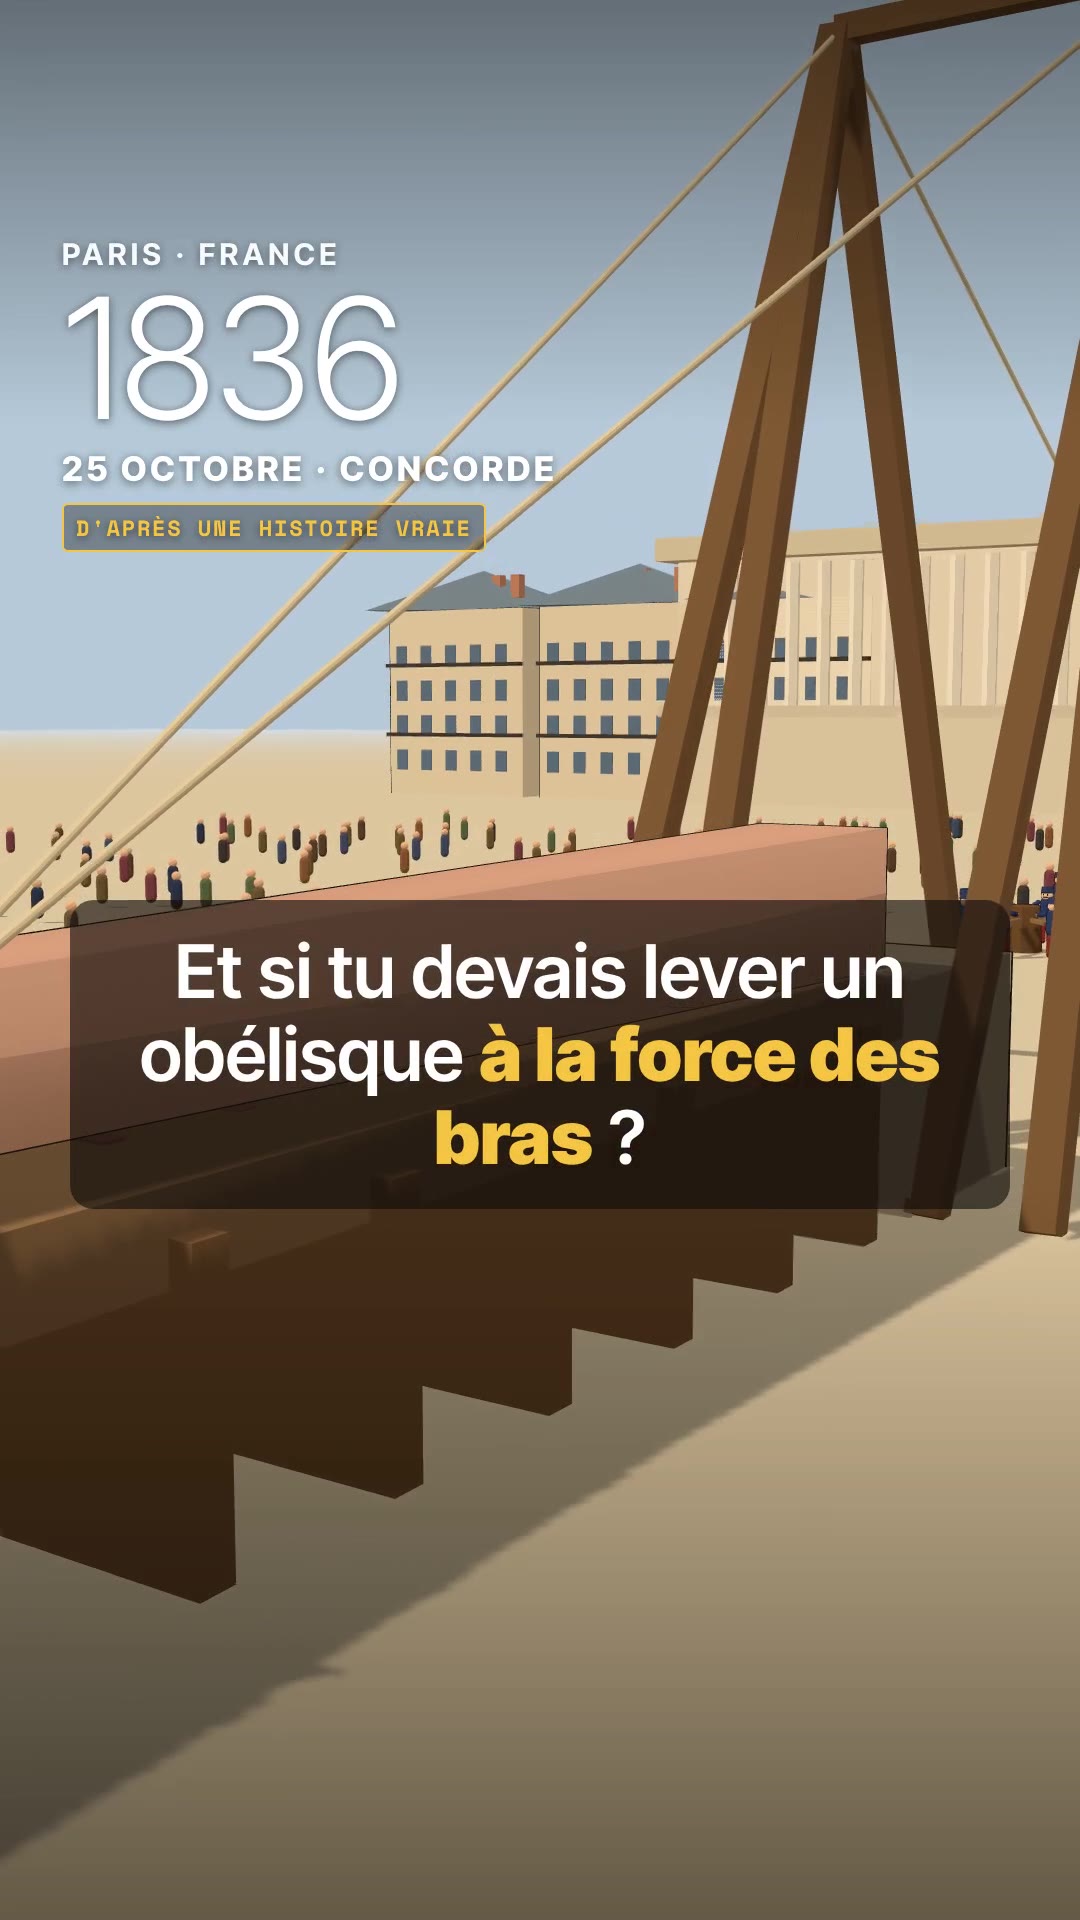 PARIS · FRANCE
1836
25 OCTOBRE · CONCORDE
D'APRÈS UNE HISTOIRE VRAIE
Et si tu devais lever un
obélisque à la force des
bras ?